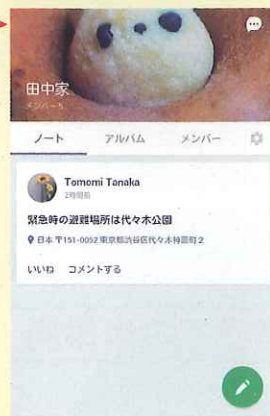 田中家
メンバー 5
ノート アルバム メンバー
Tomomi Tanaka
2時間前
緊急時の避難場所は代々木公園
日本 〒151-0052 東京都渋谷区代々木神園町 2
いいね コメントする